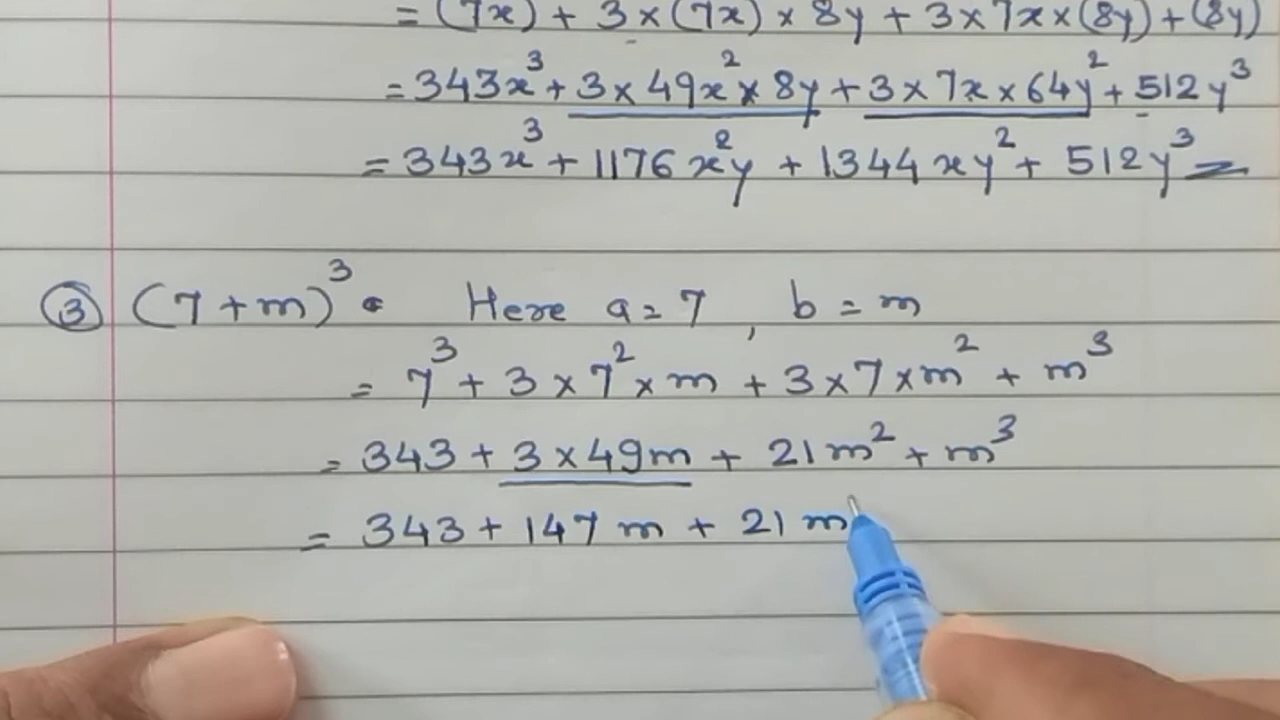 = (7x) + 3 × (7x) × 8y + 3 × 7x × (8y) + (8y)
= 343x³ + 3 × 49x² × 8y + 3 × 7x × 64y² + 512y³
= 343x³ + 1176x²y + 1344xy² + 512y³
③ (7 + m)³ Here a = 7, b = m
= 7³ + 3 × 7² × m + 3 × 7 × m² + m³
= 343 + 3 × 49m + 21m² + m³
= 343 + 147m + 21m